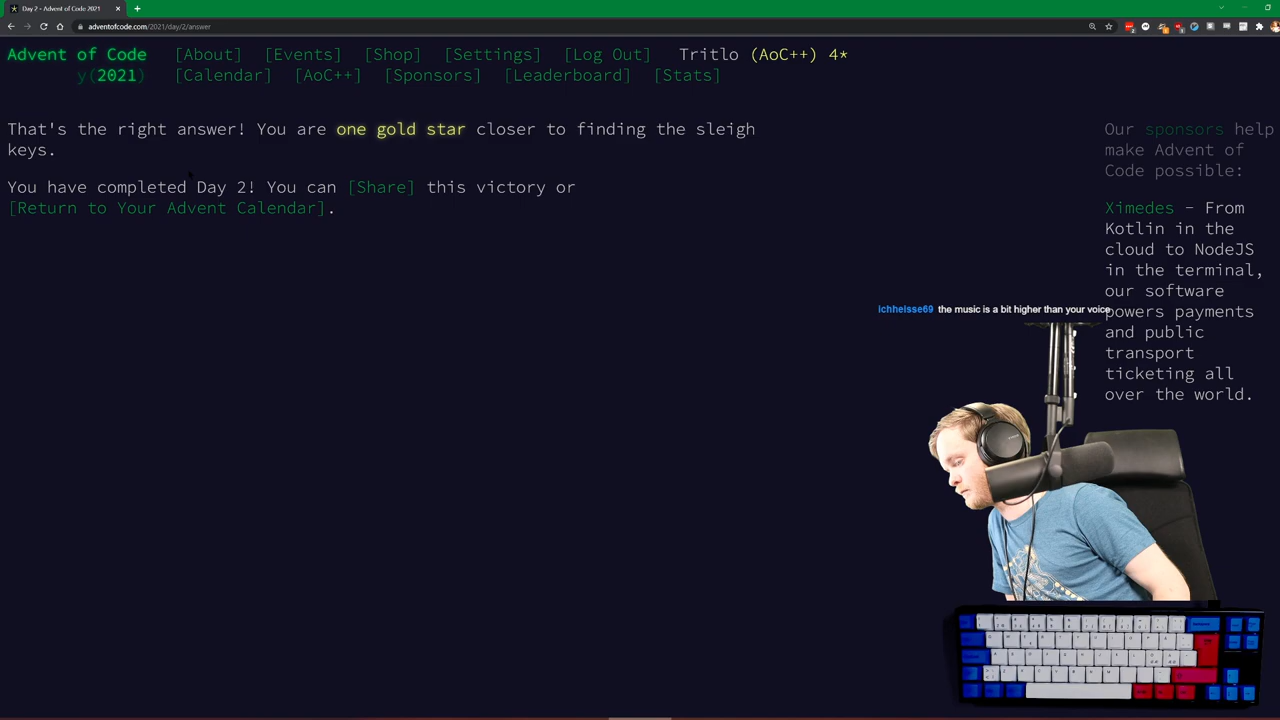 Day 2 - Advent of Code 2021
adventofcode.com/2021/day/2/answer
Advent of Code [About] [Events] [Shop] [Settings] [Log Out] Tritlo (AoC++) 4*
y(2021) [Calendar] [AoC++] [Sponsors] [Leaderboard] [Stats]
That's the right answer! You are one gold star closer to finding the sleigh
keys.
You have completed Day 2! You can [Share] this victory or
[Return to Your Advent Calendar].
Our sponsors help
make Advent of
Code possible:
Ximedes - From
Kotlin in the
cloud to NodeJS
in the terminal,
our software
powers payments
and public
transport
ticketing all
over the world.
ichheisse69 the music is a bit higher than your voice